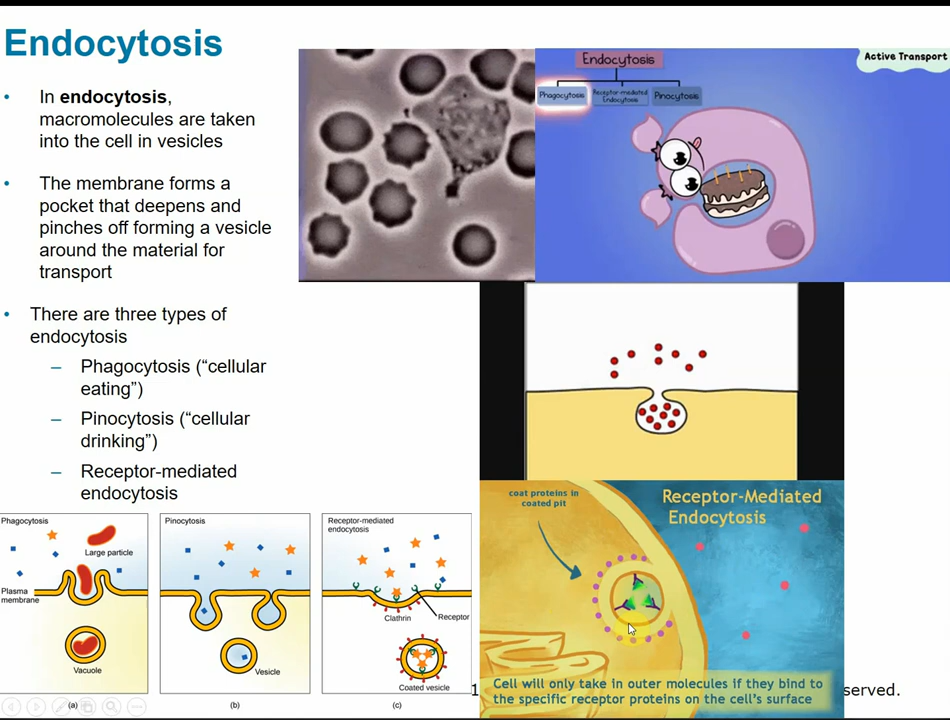 Endocytosis
• In endocytosis,
macromolecules are taken
into the cell in vesicles
• The membrane forms a
pocket that deepens and
pinches off forming a vesicle
around the material for
transport
• There are three types of
endocytosis
– Phagocytosis (“cellular
eating”)
– Pinocytosis (“cellular
drinking”)
– Receptor-mediated
endocytosis
Endocytosis
Active Transport
Phagocytosis
Receptor-mediated
Endocytosis
Pinocytosis
Phagocytosis
Large particle
Plasma
membrane
Vacuole
(a)
Pinocytosis
Vesicle
(b)
Receptor-mediated
endocytosis
Clathrin
Receptor
Coated vesicle
(c)
coat proteins in
coated pit
Receptor-Mediated
Endocytosis
Cell will only take in outer molecules if they bind to
the specific receptor proteins on the cell's surface
1
served.